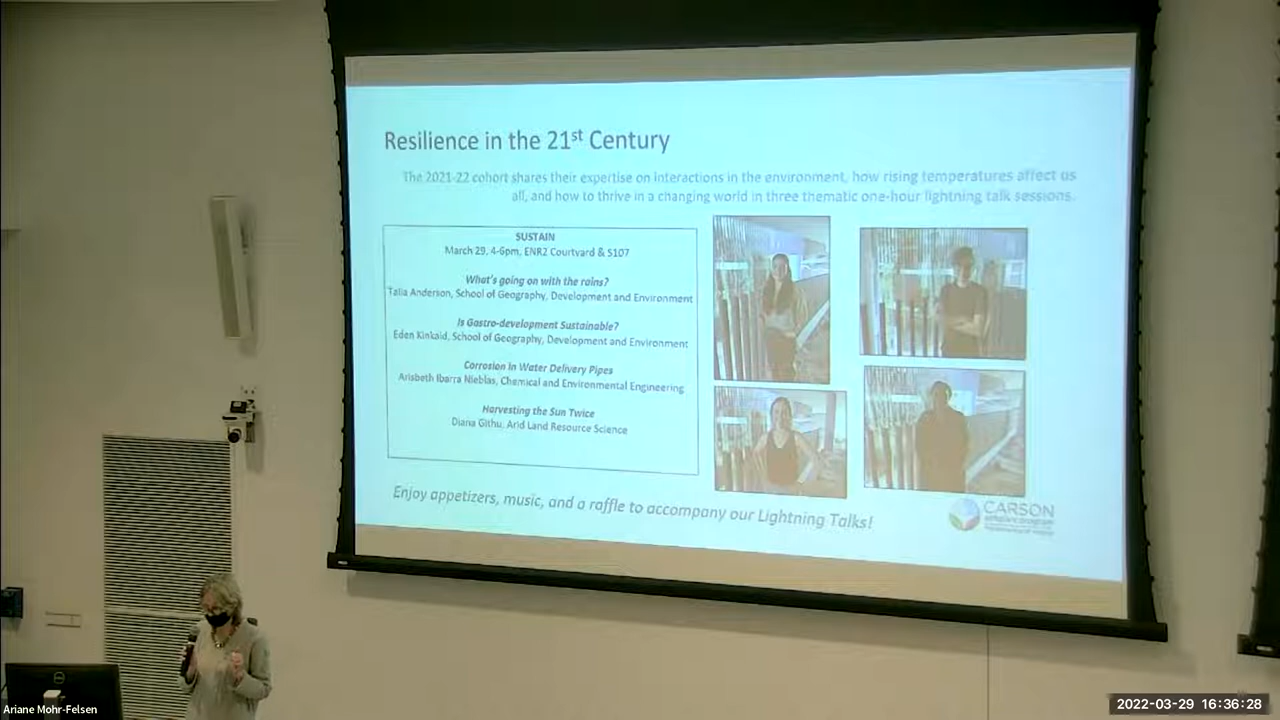 Resilience in the 21st Century
The 2021-22 cohort shares their expertise on interactions in the environment, how rising temperatures affect us
all, and how to thrive in a changing world in three thematic one-hour lightning talk sessions.
SUSTAIN
March 29, 4-6pm, ENR2 Courtyard & S107
What's going on with the rains?
Talia Anderson, School of Geography, Development and Environment
Is Gastro-development Sustainable?
Eden Kinkaid, School of Geography, Development and Environment
Corrosion In Water Delivery Pipes
Arisbeth Ibarra Nieblas, Chemical and Environmental Engineering
Harvesting the Sun Twice
Diana Githu, Arid Land Resource Science
Enjoy appetizers, music, and a raffle to accompany our Lightning Talks!
CARSON
DELL
Ariane Mohr-Felsen
2022-03-29 16:36:28